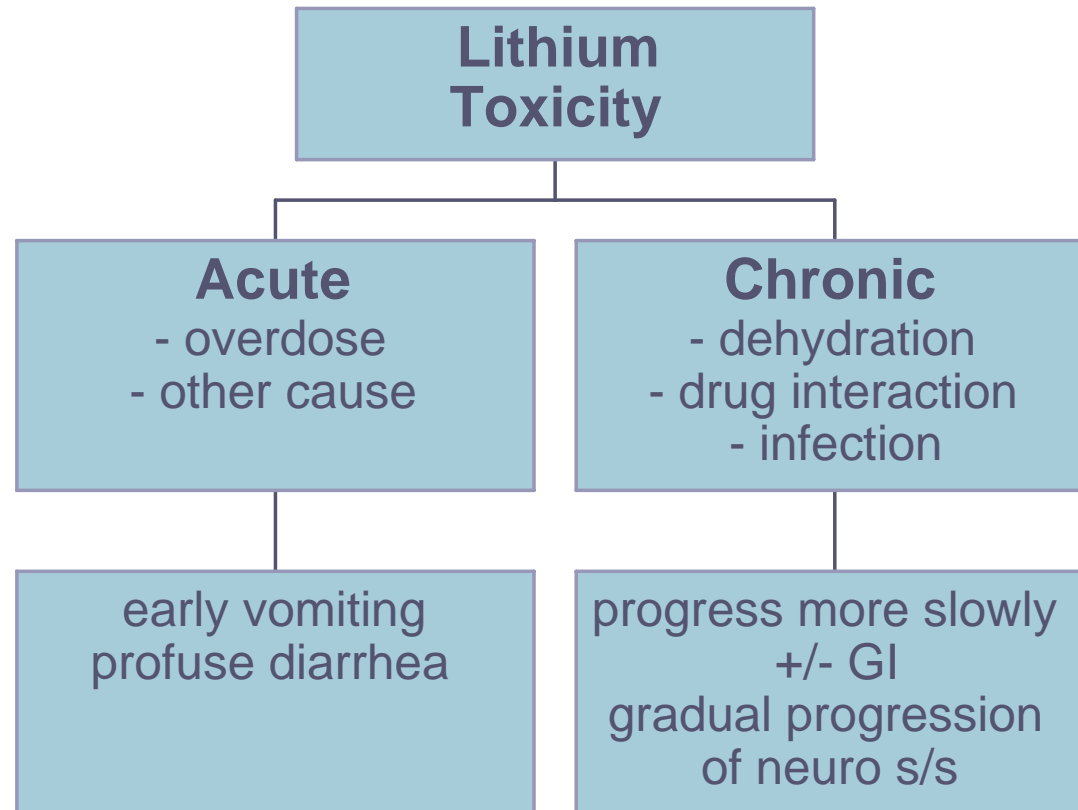 Lithium
Toxicity
Acute
- overdose
- other cause
Chronic
- dehydration
- drug interaction
- infection
early vomiting
profuse diarrhea
progress more slowly
+/- GI
gradual progression
of neuro s/s